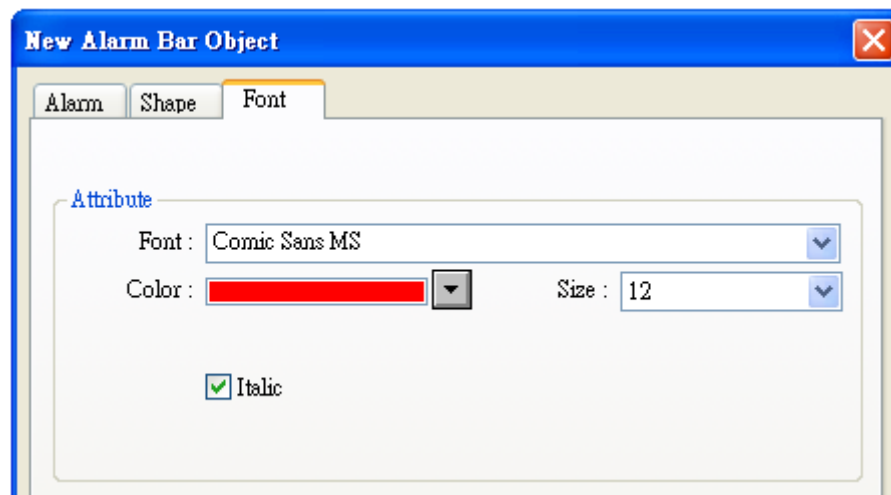 New Alarm Bar Object
Alarm Shape Font
Attribute
Font : Comic Sans MS
Color : Size : 12
Italic